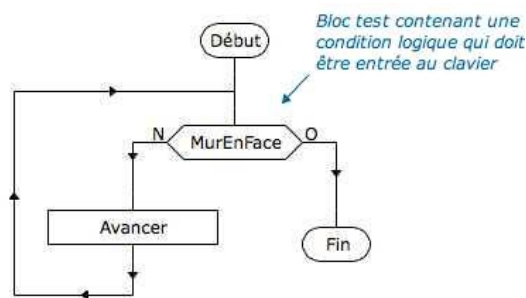 Début
Bloc test contenant une
condition logique qui doit
être entrée au clavier
N
MurEnFace
O
Avancer
Fin